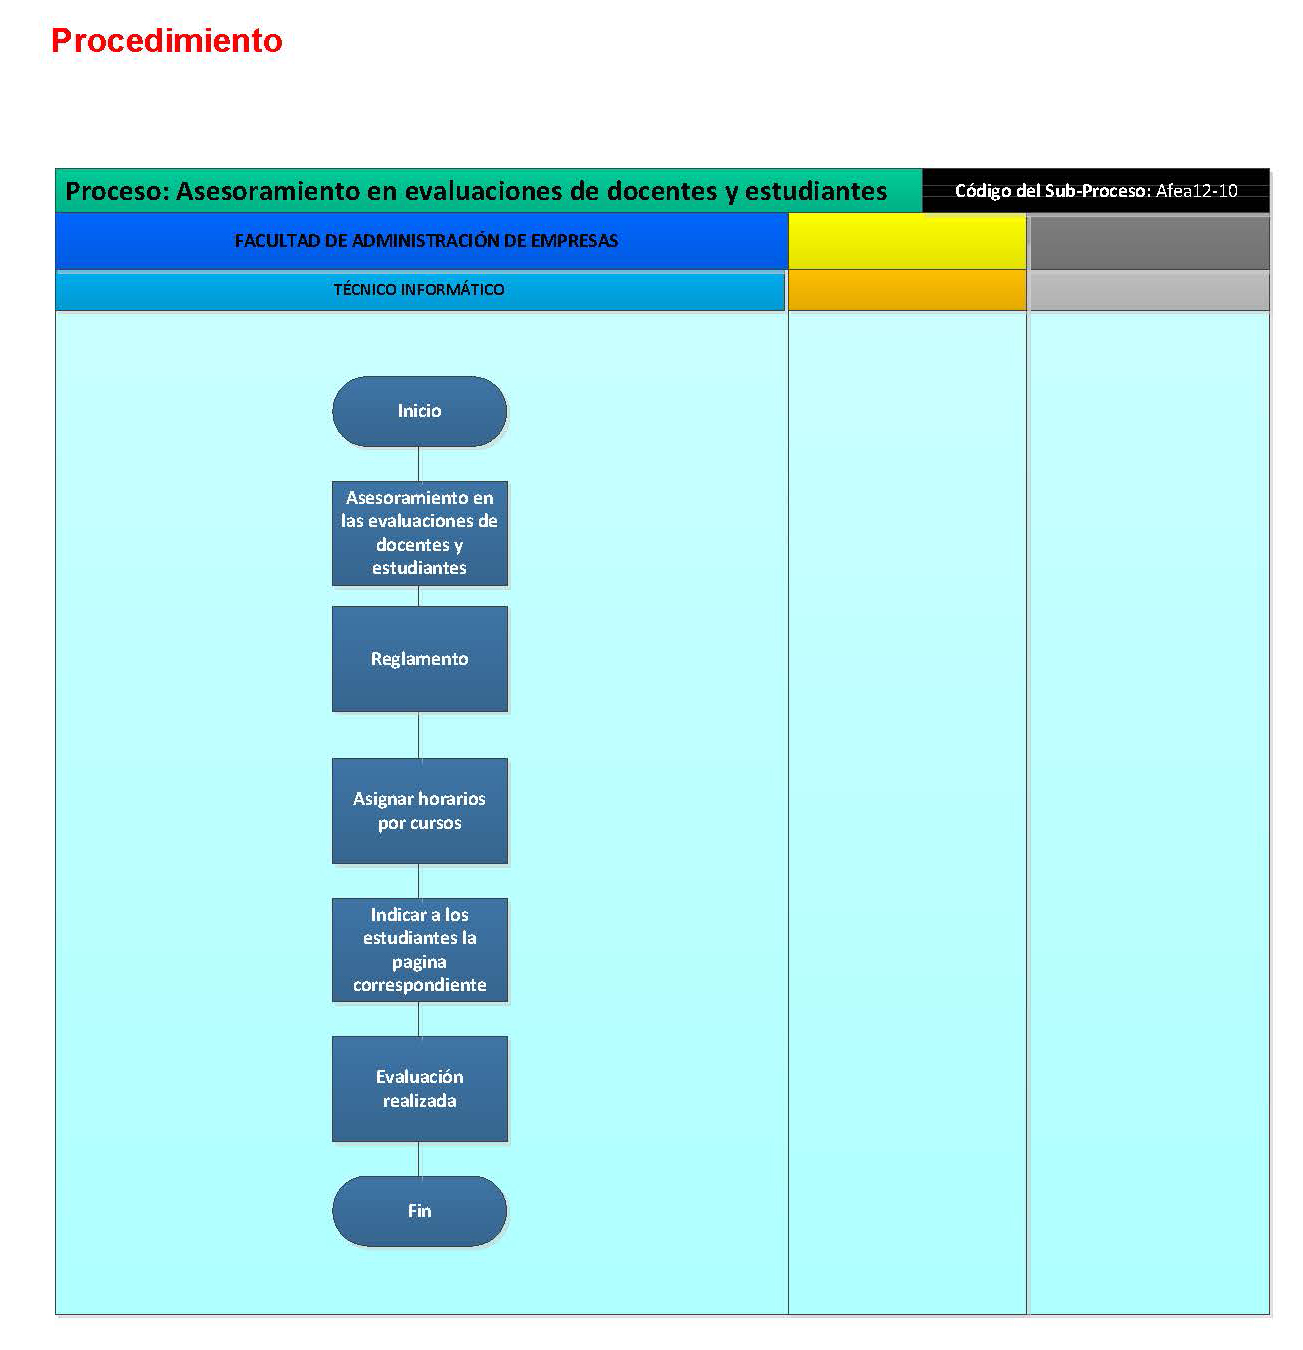 Procedimiento
Proceso: Asesoramiento en evaluaciones de docentes y estudiantes
Código del Sub-Proceso: Afea12-10
FACULTAD DE ADMINISTRACIÓN DE EMPRESAS
TÉCNICO INFORMÁTICO
Inicio
Asesoramiento en
las evaluaciones de
docentes y
estudiantes
Reglamento
Asignar horarios
por cursos
Indicar a los
estudiantes la
pagina
correspondiente
Evaluación
realizada
Fin